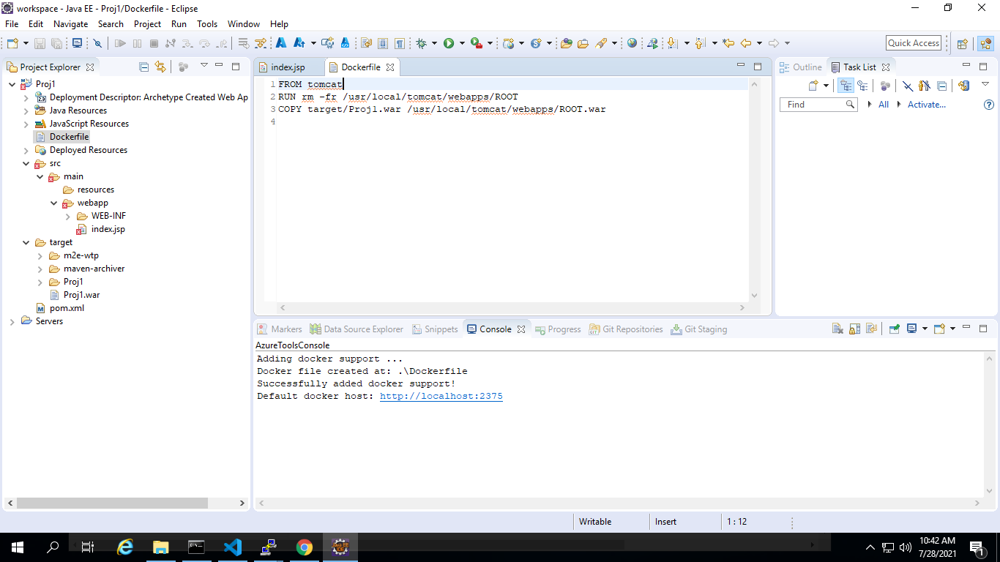 workspace - Java EE - Proj1/Dockerfile - Eclipse
File Edit Navigate Search Project Run Tools Window Help
Quick Access
Project Explorer
Proj1
Deployment Descriptor: Archetype Created Web Ap
Java Resources
JavaScript Resources
Dockerfile
Deployed Resources
src
main
resources
webapp
WEB-INF
index.jsp
target
m2e-wtp
maven-archiver
Proj1
Proj1.war
pom.xml
Servers
index.jsp Dockerfile
1 FROM tomcat
2 RUN rm -fr /usr/local/tomcat/webapps/ROOT
3 COPY target/Proj1.war /usr/local/tomcat/webapps/ROOT.war
4
Outline Task List
Find All Activate...
Markers Data Source Explorer Snippets Console Progress Git Repositories Git Staging
AzureToolsConsole
Adding docker support ...
Docker file created at: .\Dockerfile
Successfully added docker support!
Default docker host: http://localhost:2375
Writable Insert 1 : 12
10:42 AM
7/28/2021
1